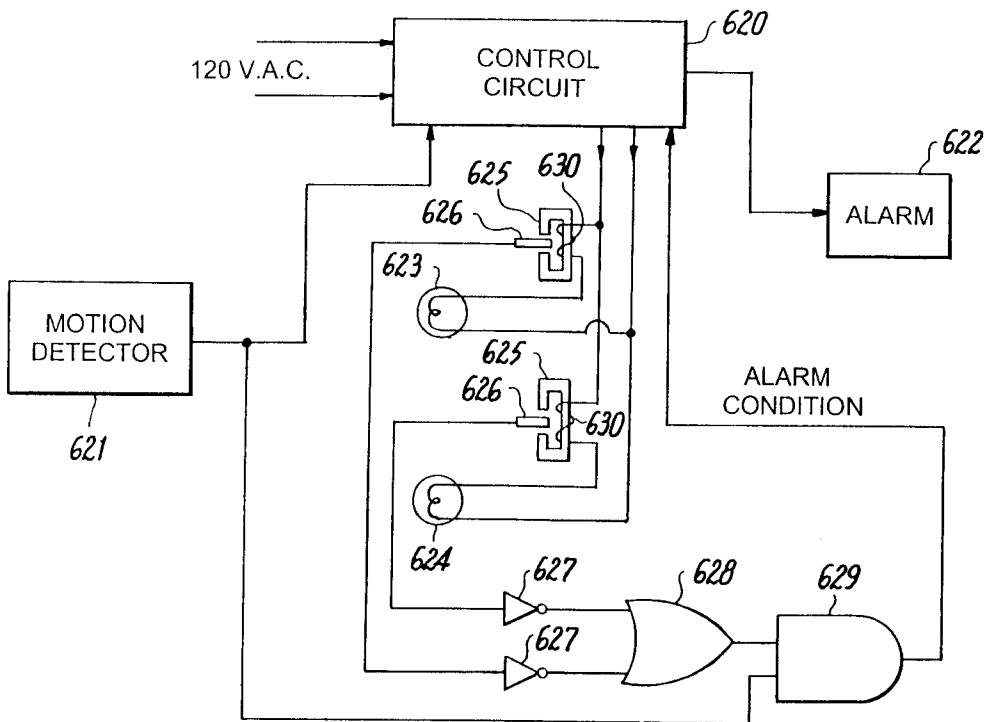 620
CONTROL
CIRCUIT
120 V.A.C.
622
ALARM
625
630
626
623
MOTION
DETECTOR
621
625
626
630
ALARM
CONDITION
624
627
628
629
627